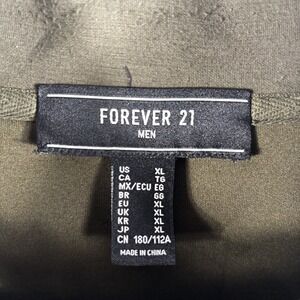 FOREVER 21
MEN
US XL
CA TG
MX/ECU EG
BR GG
EU XL
UK XL
KR XL
JP XL
CN 180/112A
MADE IN CHINA